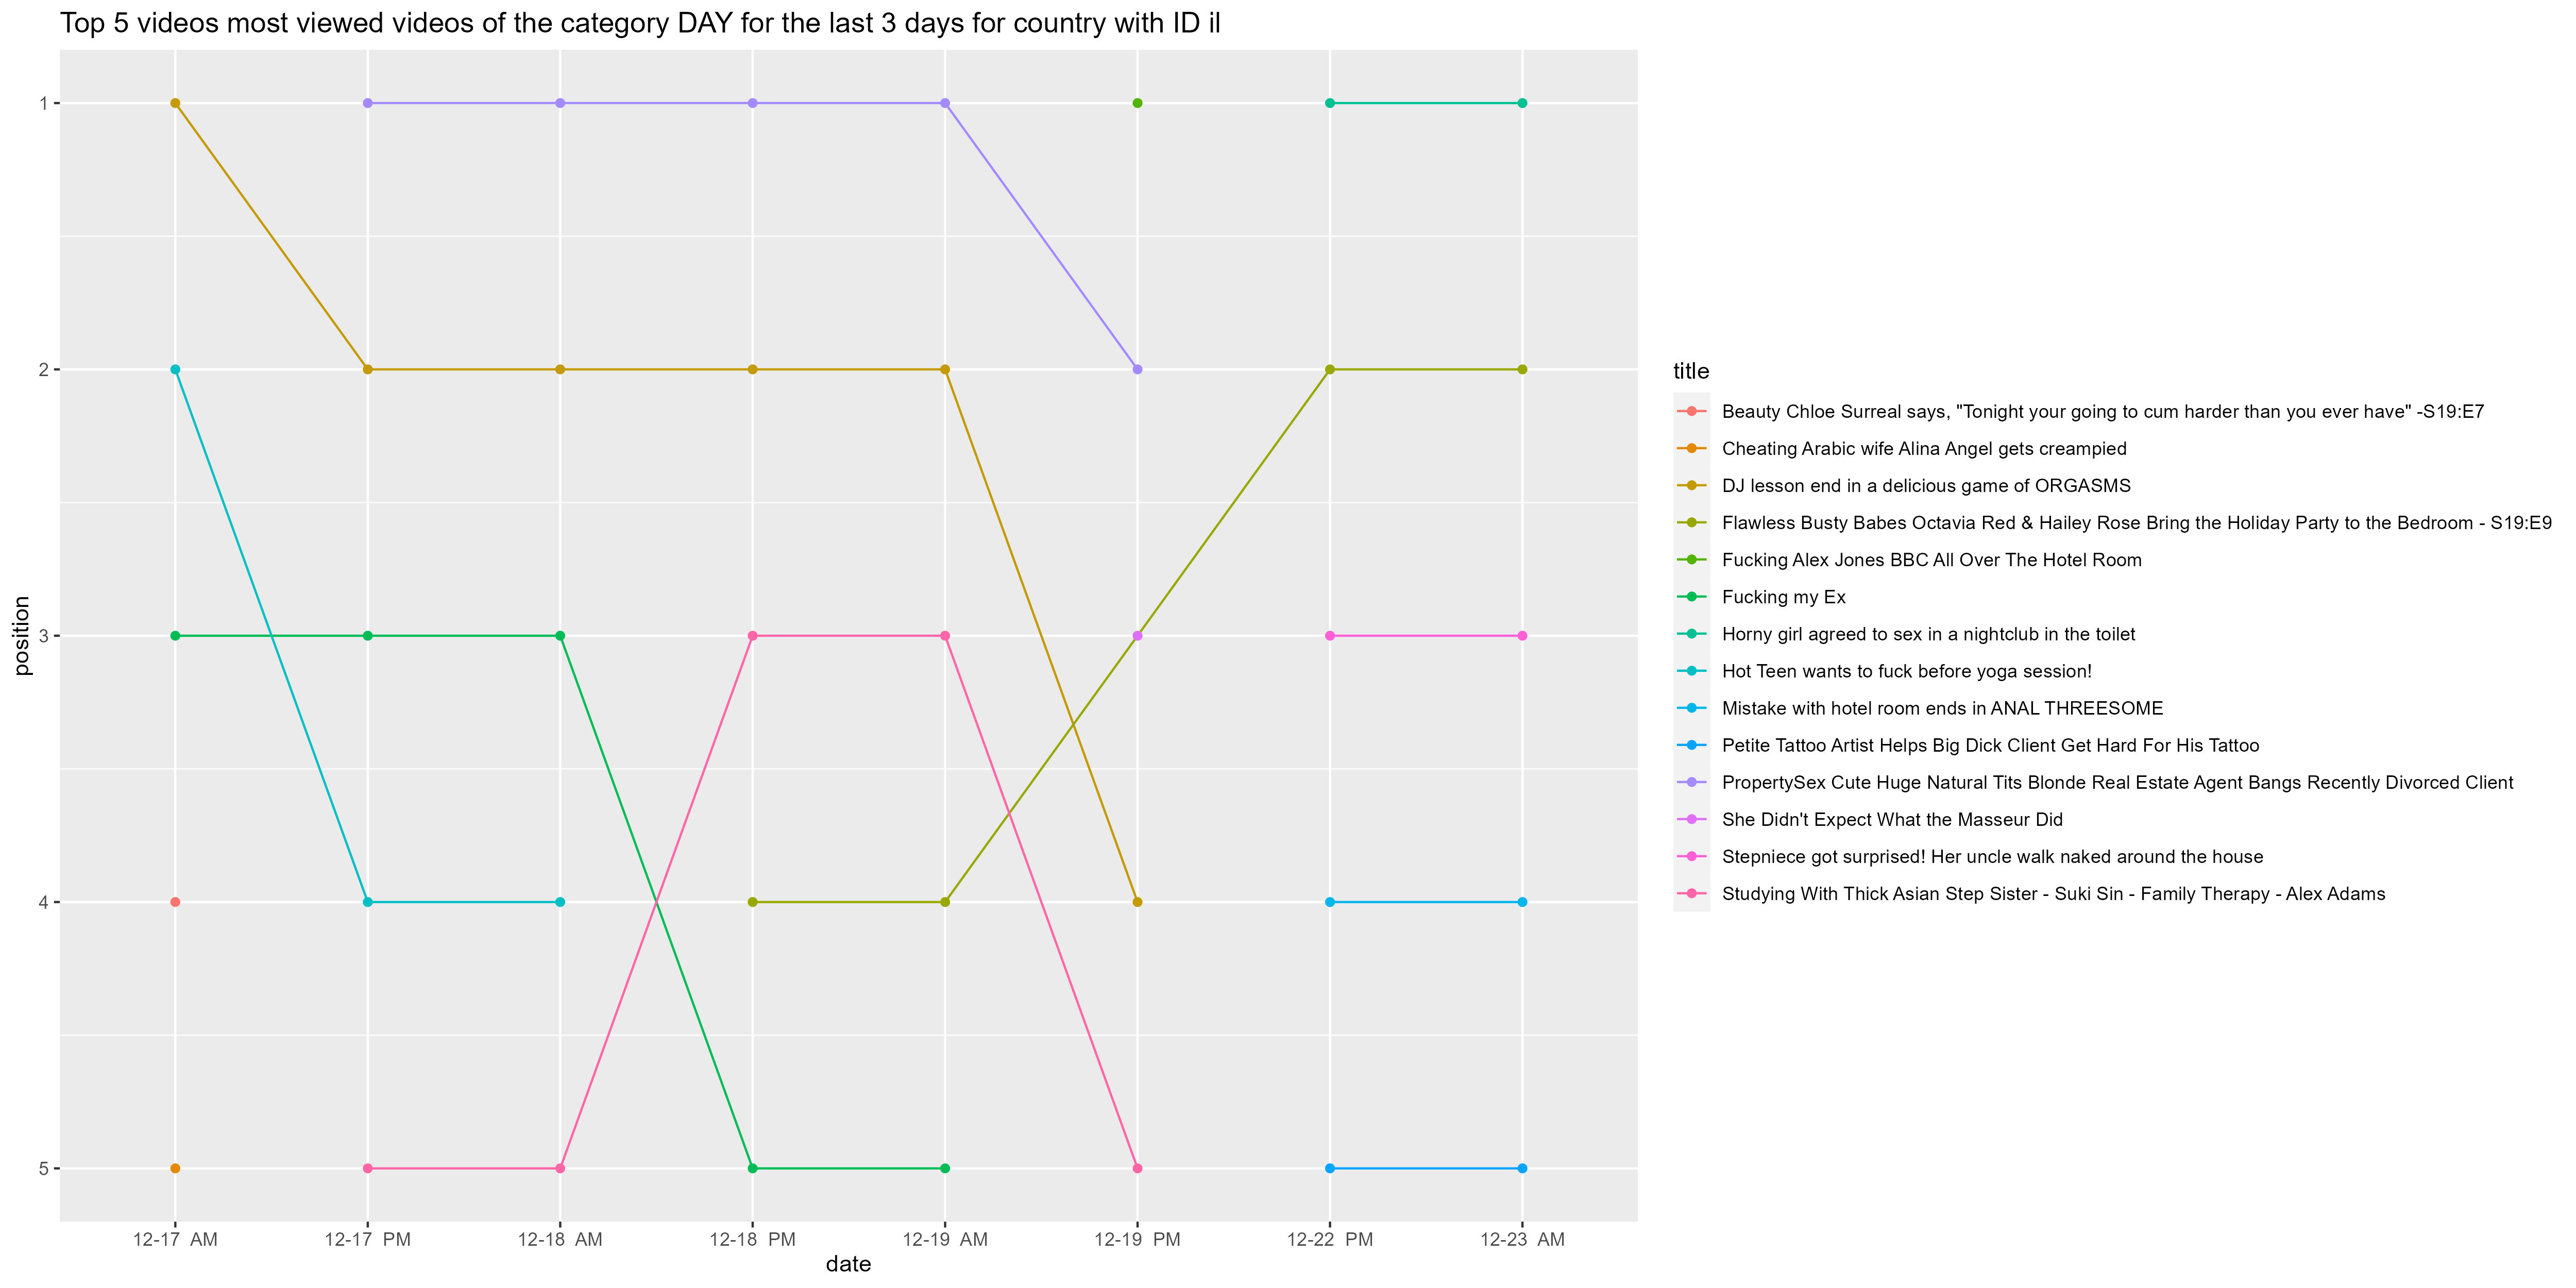 Top 5 videos most viewed videos of the category DAY for the last 3 days for country with ID il
1
2
3
4
5
position
12-17 AM
12-17 PM
12-18 AM
12-18 PM
12-19 AM
12-19 PM
12-22 PM
12-23 AM
date
title
Beauty Chloe Surreal says, "Tonight your going to cum harder than you ever have" -S19:E7
Cheating Arabic wife Alina Angel gets creampied
DJ lesson end in a delicious game of ORGASMS
Flawless Busty Babes Octavia Red & Hailey Rose Bring the Holiday Party to the Bedroom - S19:E9
Fucking Alex Jones BBC All Over The Hotel Room
Fucking my Ex
Horny girl agreed to sex in a nightclub in the toilet
Hot Teen wants to fuck before yoga session!
Mistake with hotel room ends in ANAL THREESOME
Petite Tattoo Artist Helps Big Dick Client Get Hard For His Tattoo
PropertySex Cute Huge Natural Tits Blonde Real Estate Agent Bangs Recently Divorced Client
She Didn't Expect What the Masseur Did
Stepniece got surprised! Her uncle walk naked around the house
Studying With Thick Asian Step Sister - Suki Sin - Family Therapy - Alex Adams